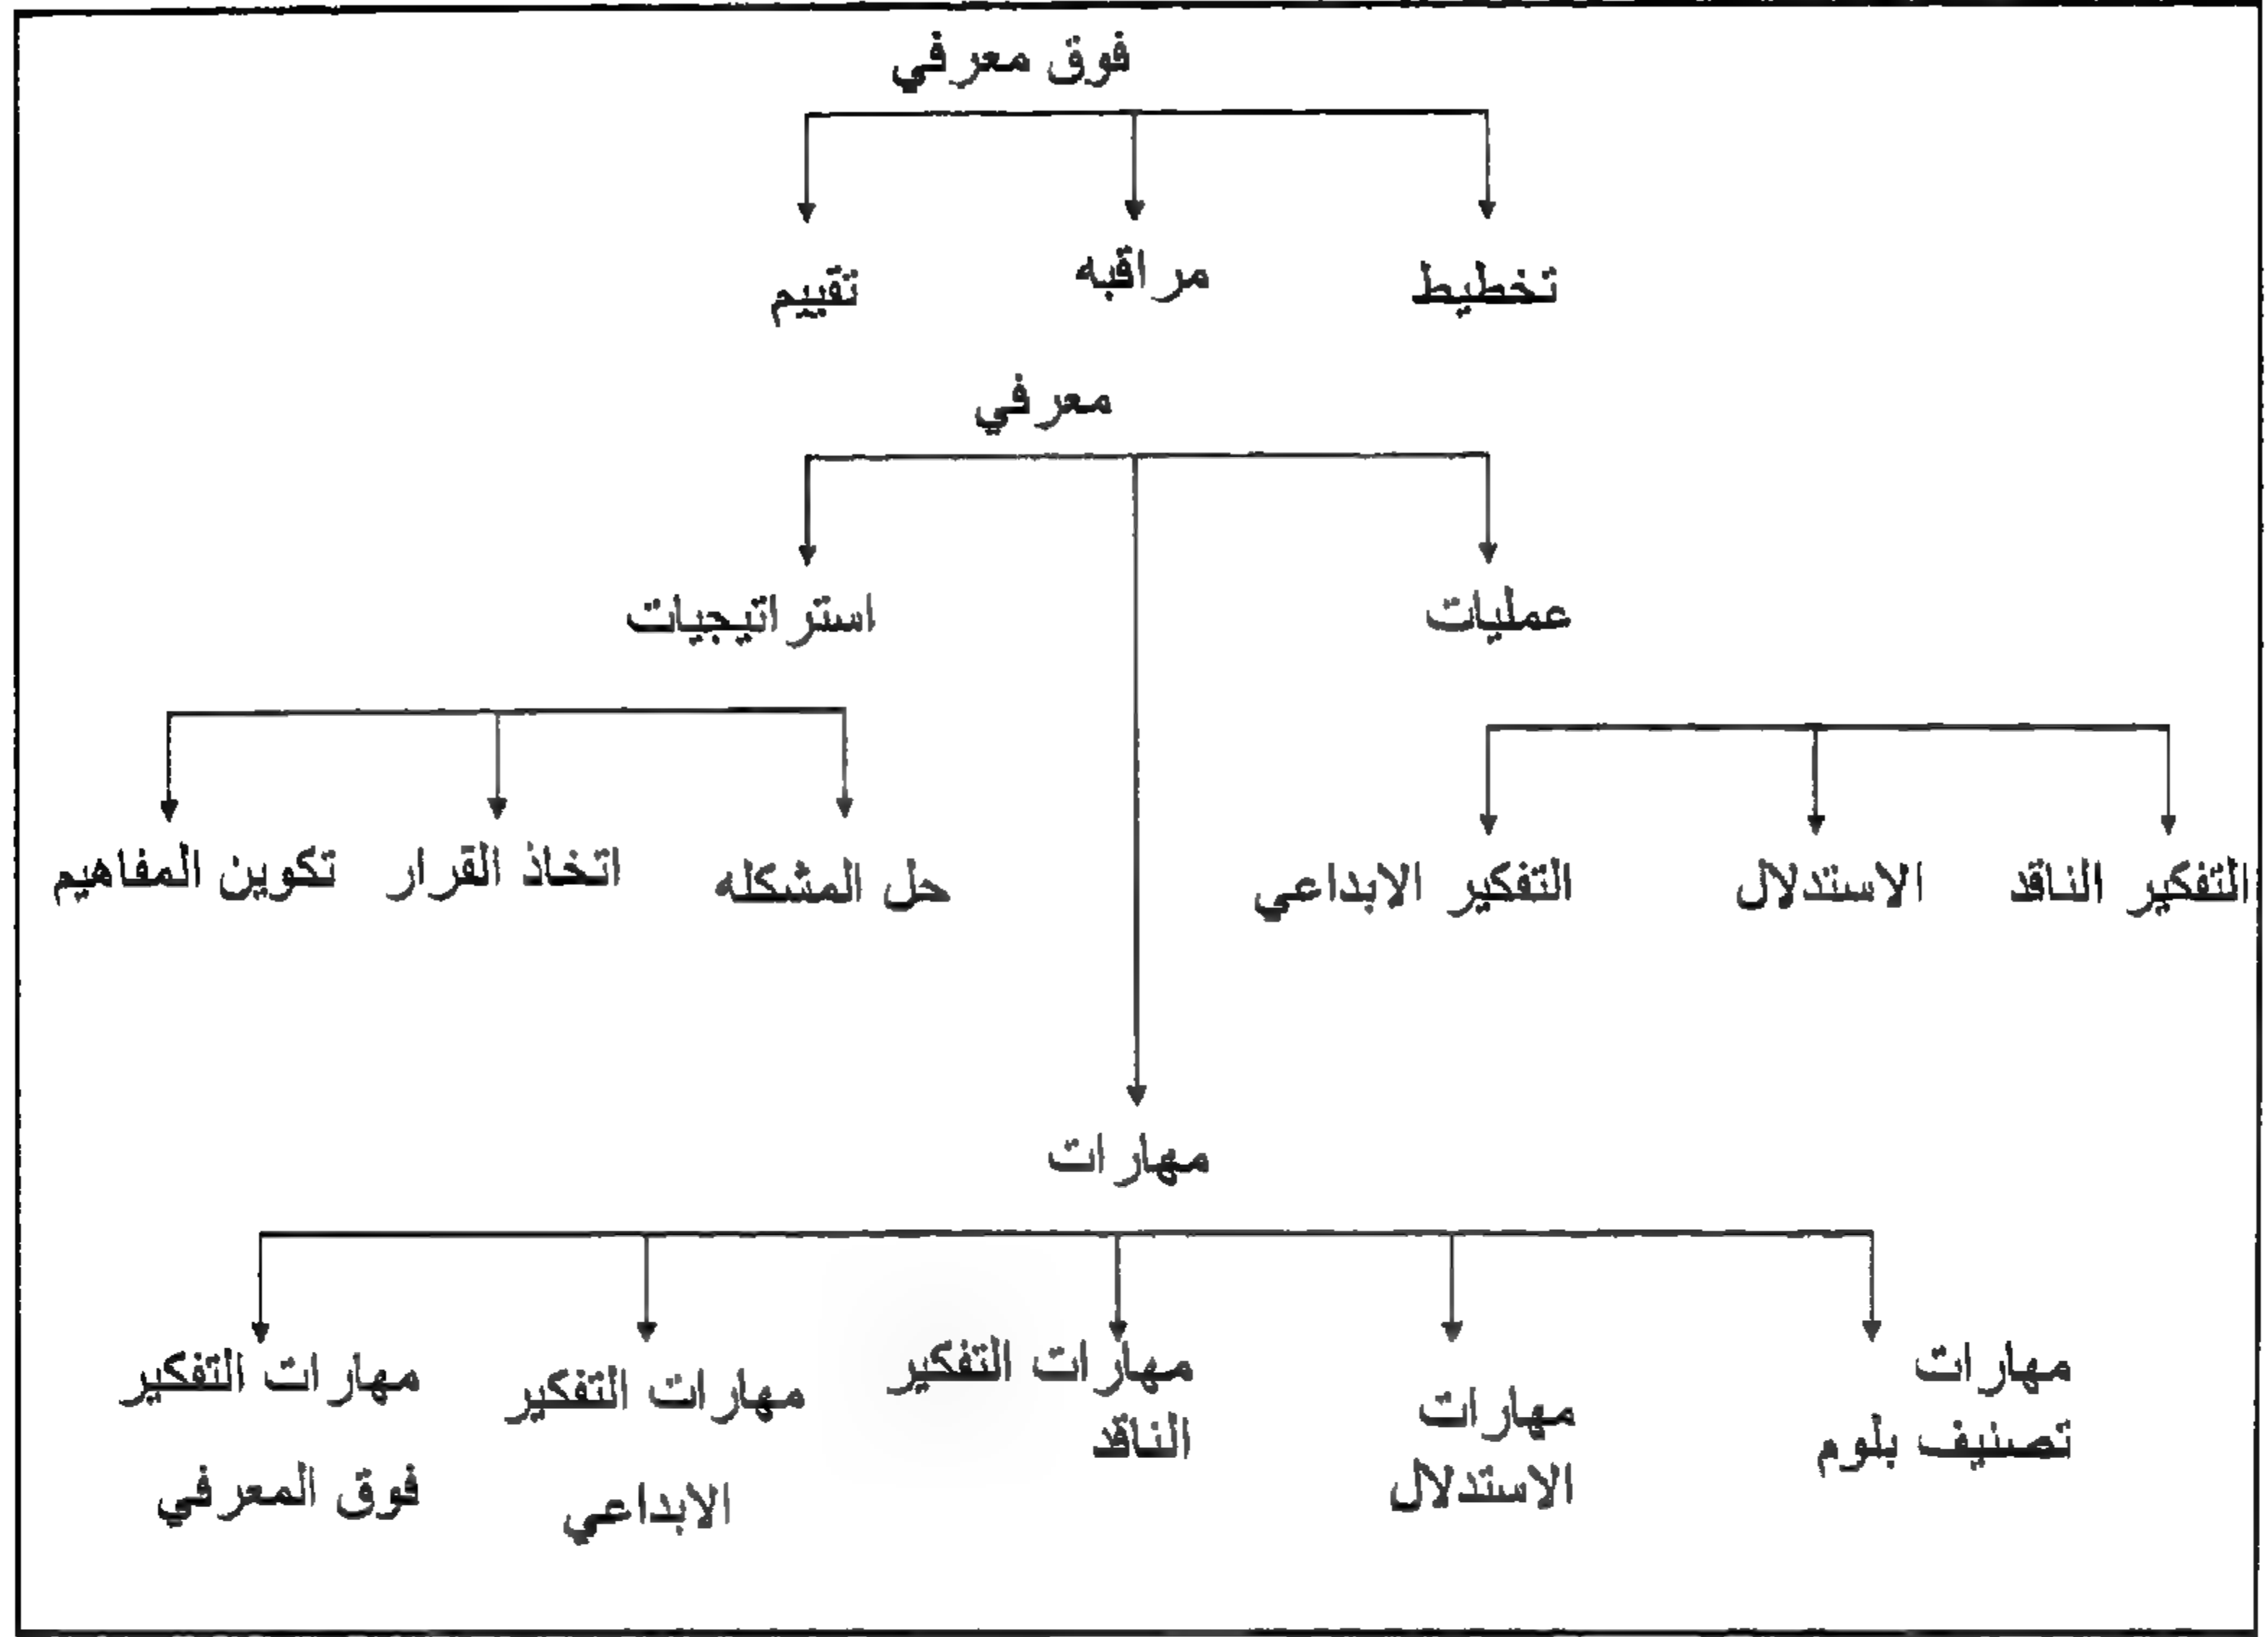 فوق معرفي
تخطيط
مراقبه
تقييم
معرفي
عمليات
استراتيجيات
التفكير الناقد
الاستدلال
التفكير الابداعي
حل المشكله
اتخاذ القرار
تكوين المفاهيم
مهارات
مهارات
تصنيف بلوم
مهارات
الاستدلال
مهارات التفكير
الناقد
مهارات التفكير
الابداعي
مهارات التفكير
فوق المعرفي